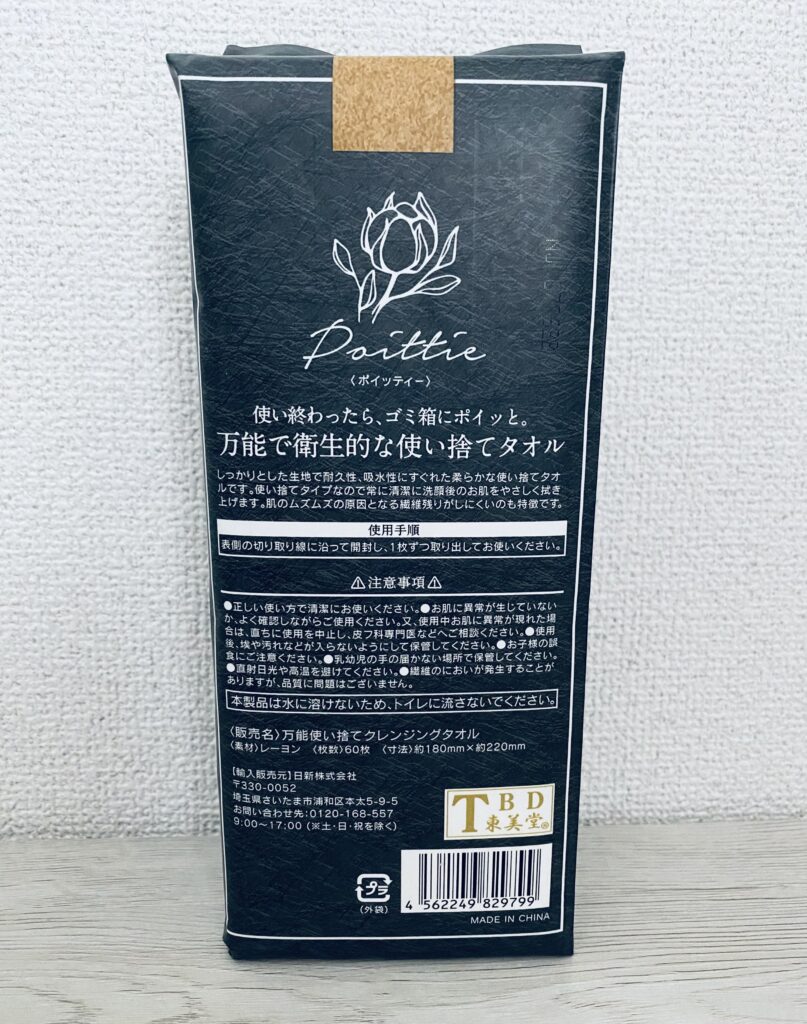 Poittie
〈ポイッティー〉
使い終わったら、ゴミ箱にポイッと。
万能で衛生的な使い捨てタオル
しっかりとした生地で耐久性、吸水性にすぐれた柔らかな使い捨てタオ
ルです。使い捨てタイプなので常に清潔に洗顔後のお肌をやさしく拭き
上げます。肌のムズムズの原因となる繊維残りがしにくいのも特徴です。
使用手順
表側の切り取り線に沿って開封し、1枚ずつ取り出してお使いください。
⚠注意事項⚠
●正しい使い方で清潔にお使いください。●お肌に異常が生じていない
か、よく確認しながらご使用ください。又、使用中お肌に異常が現れた場
合は、直ちに使用を中止し、皮フ科専門医などへご相談ください。●使用
後、埃や汚れなどが入らないようにして保管してください。●お子様の誤
食にご注意ください。●乳幼児の手の届かない場所で保管してください。
●直射日光や高温を避けてください。●繊維のにおいが発生することが
ありますが、品質に問題はございません。
本製品は水に溶けないため、トイレに流さないでください。
〈販売名〉万能使い捨てクレンジングタオル
〈素材〉レーヨン 〈枚数〉60枚 〈寸法〉約180mm×約220mm
【輸入販売元】日新株式会社
〒330-0052
埼玉県さいたま市浦和区本太5-9-5
お問い合わせ先:0120-168-557
9:00～17:00 (※土・日・祝を除く)
TBD
東美堂
プラ
(外袋)
4 562249 829799
MADE IN CHINA